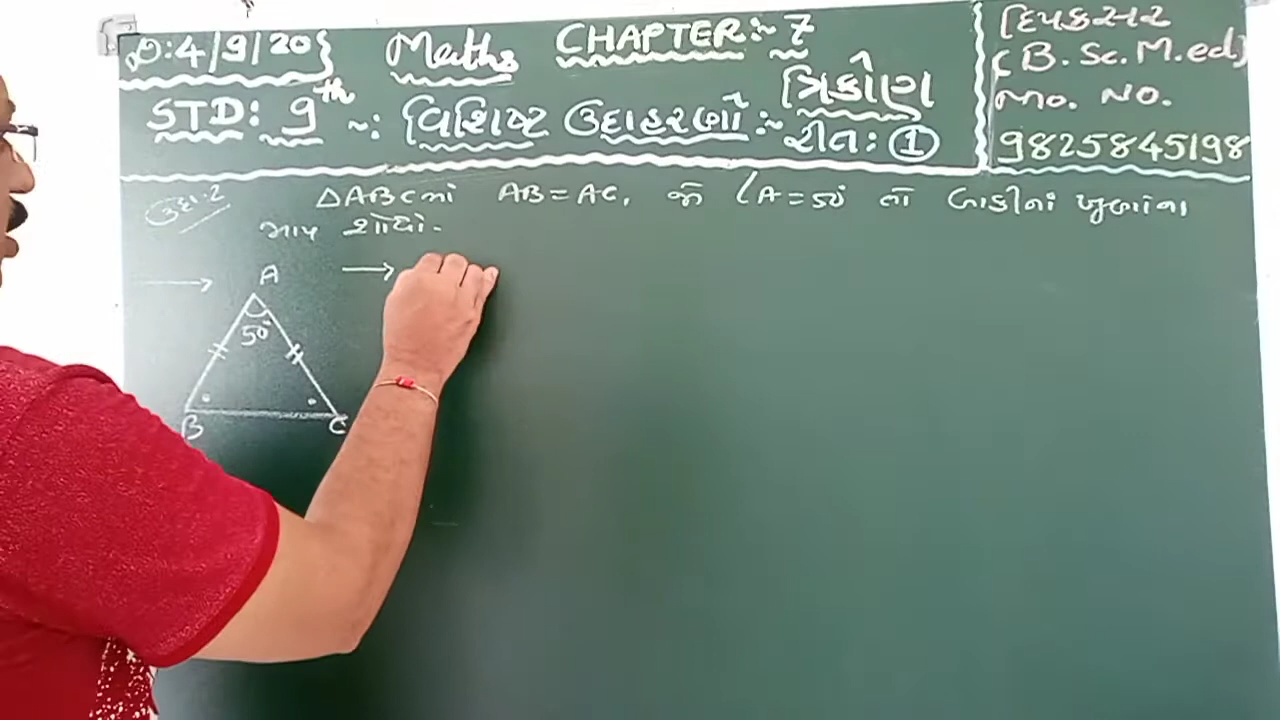 તા:4/9/20
Maths CHAPTER:- 7
STD: 9th ~: વિશિષ્ટ ઉદાહરણો :~
ત્રિકોણ
રીત: 1
દિપકસર
(B.Sc.M.ed)
Mo. No.
9825845198
ઉદા.2 △ABC માં AB=AC, જો ∠A=50° તો બાકીનાં ખૂણાંના
માપ શોધો.
→ A →
50°
B C